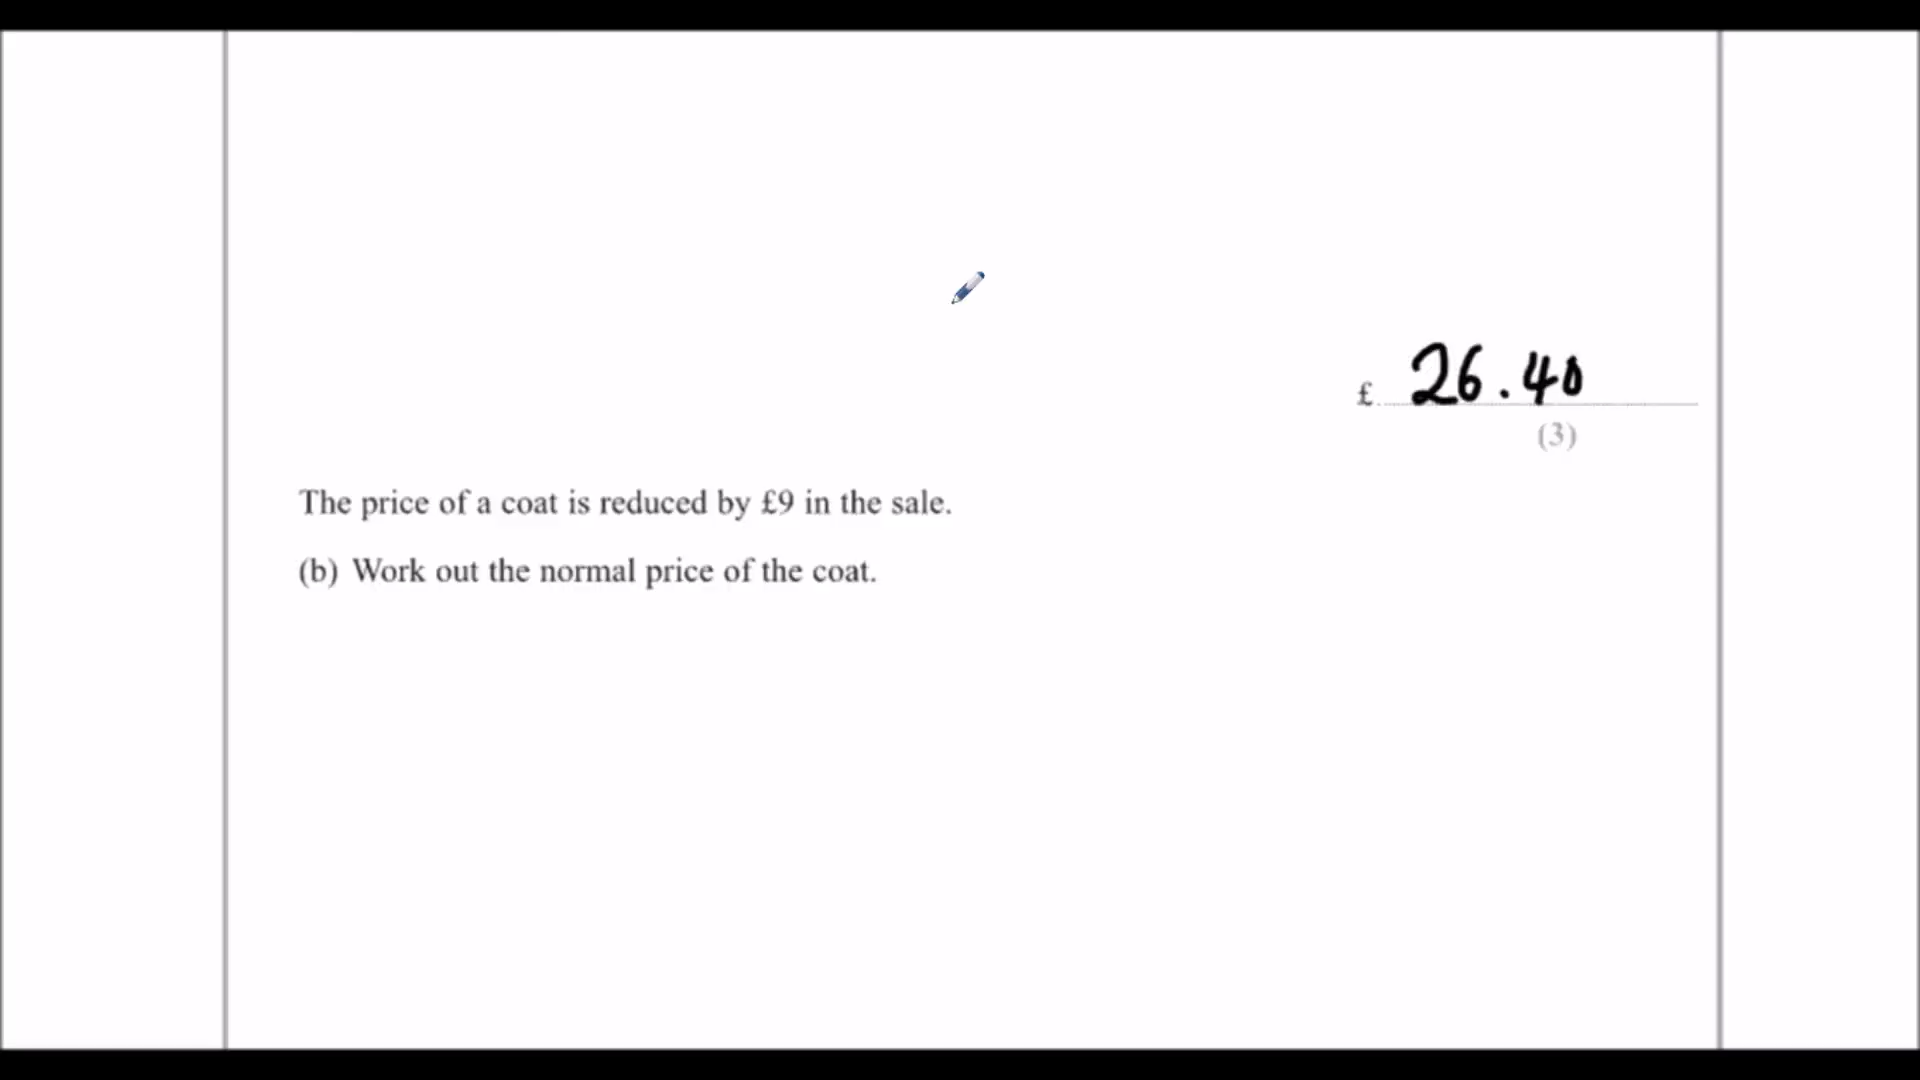 £ 26.40
(3)
The price of a coat is reduced by £9 in the sale.
(b) Work out the normal price of the coat.